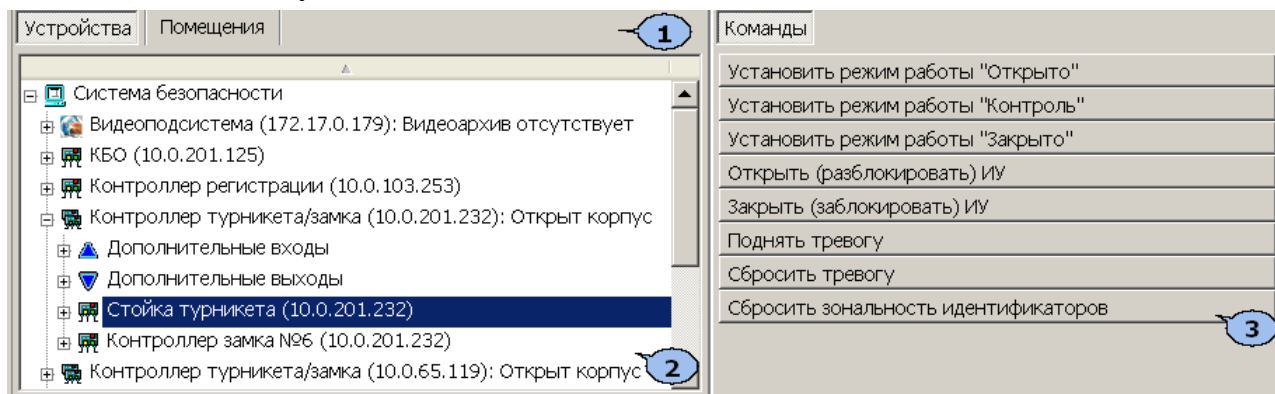 Устройства Помещения
1
Система безопасности
Видеоподсистема (172.17.0.179): Видеоархив отсутствует
КБО (10.0.201.125)
Контроллер регистрации (10.0.103.253)
Контроллер турникета/замка (10.0.201.232): Открыт корпус
Дополнительные входы
Дополнительные выходы
Стойка турникета (10.0.201.232)
Контроллер замка №6 (10.0.201.232)
Контроллер турникета/замка (10.0.65.119): Открыт корпус
2
Команды
Установить режим работы "Открыто"
Установить режим работы "Контроль"
Установить режим работы "Закрыто"
Открыть (разблокировать) ИУ
Закрыть (заблокировать) ИУ
Поднять тревогу
Сбросить тревогу
Сбросить зональность идентификаторов
3